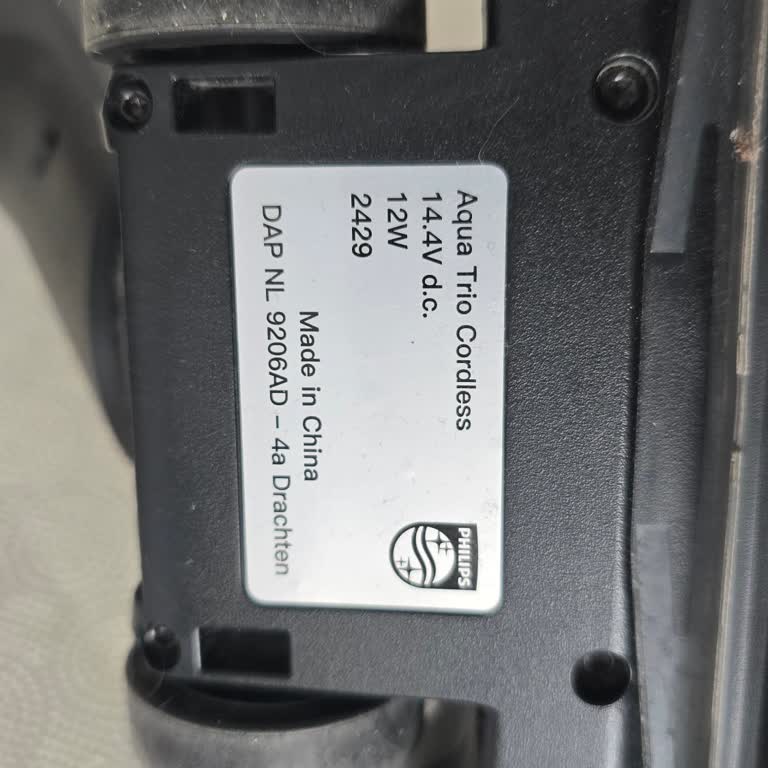 Aqua Trio Cordless
14.4V d.c.
12W
2429
PHILIPS
Made in China
DAP NL 9206AD - 4a Drachten